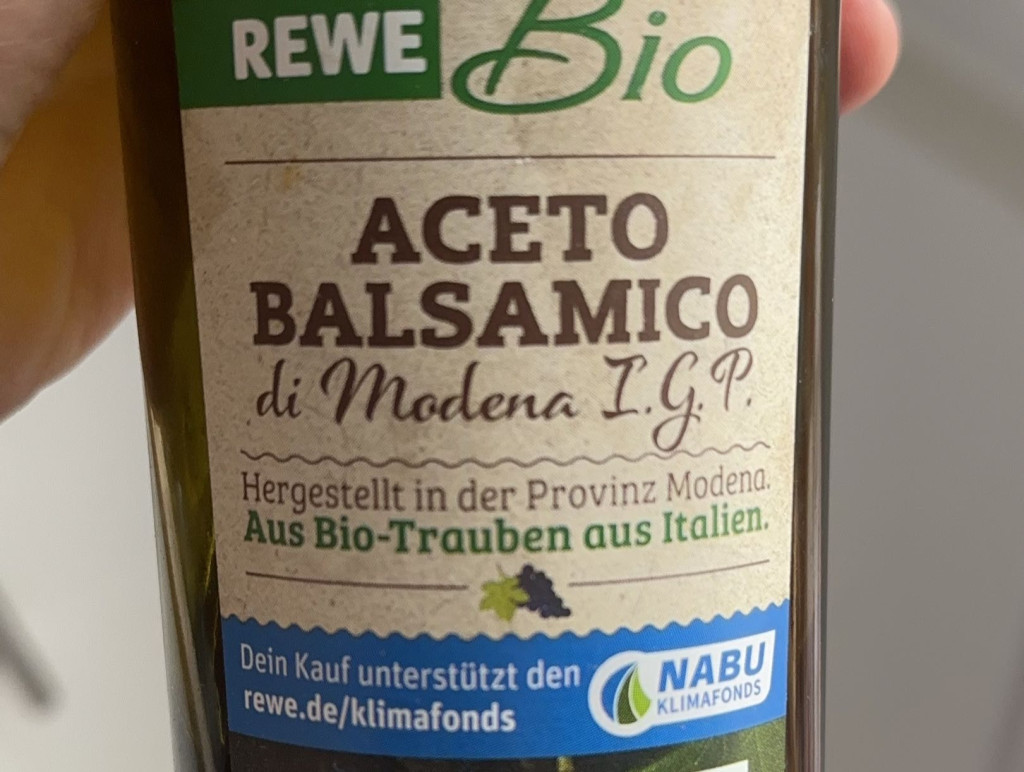 REWE Bio
ACETO
BALSAMICO
di Modena I.G.P.
Hergestellt in der Provinz Modena.
Aus Bio-Trauben aus Italien.
Dein Kauf unterstützt den
rewe.de/klimafonds
NABU
KLIMAFONDS